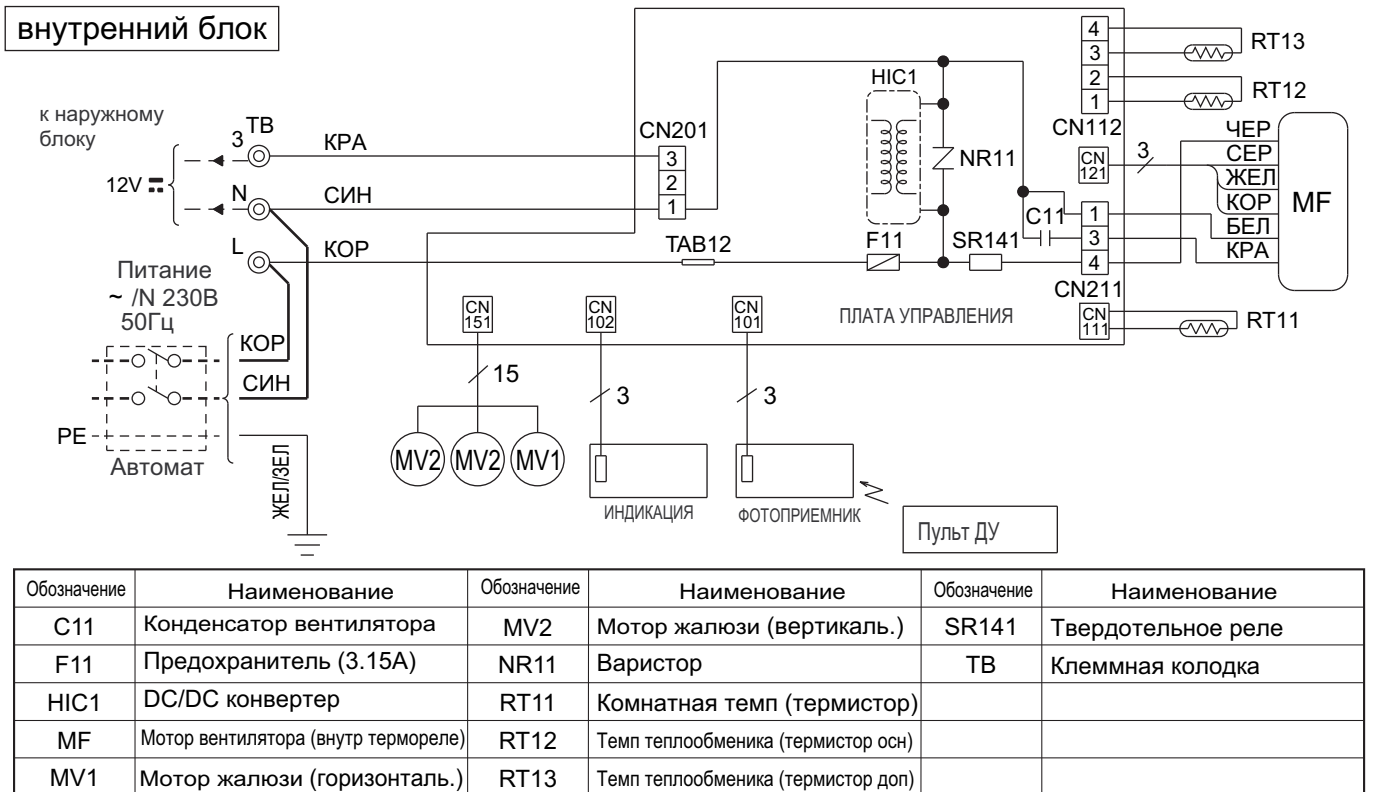 внутренний блок
к наружному
блоку
12V
TB
3
N
L
КРА
СИН
КОР
CN201
3
2
1
TAB12
HIC1
NR11
F11
SR141
C11
4
3
2
1
CN112
RT13
RT12
CN
121
3
ЧЕР
СЕР
ЖЕЛ
КОР
БЕЛ
КРА
MF
1
3
4
CN211
CN
111
RT11
ПЛАТА УПРАВЛЕНИЯ
Питание
~ /N 230В
50Гц
КОР
СИН
PE
Автомат
ЖЕЛ/ЗЕЛ
CN
151
15
MV2
MV2
MV1
CN
102
3
ИНДИКАЦИЯ
CN
101
3
ФОТОПРИЕМНИК
Пульт ДУ
Обозначение Наименование Обозначение Наименование Обозначение Наименование
C11 Конденсатор вентилятора MV2 Мотор жалюзи (вертикаль.) SR141 Твердотельное реле
F11 Предохранитель (3.15А) NR11 Варистор TB Клеммная колодка
HIC1 DC/DC конвертер RT11 Комнатная темп (термистор)
MF Мотор вентилятора (внутр термореле) RT12 Темп теплообменика (термистор осн)
MV1 Мотор жалюзи (горизонталь.) RT13 Темп теплообменика (термистор доп)